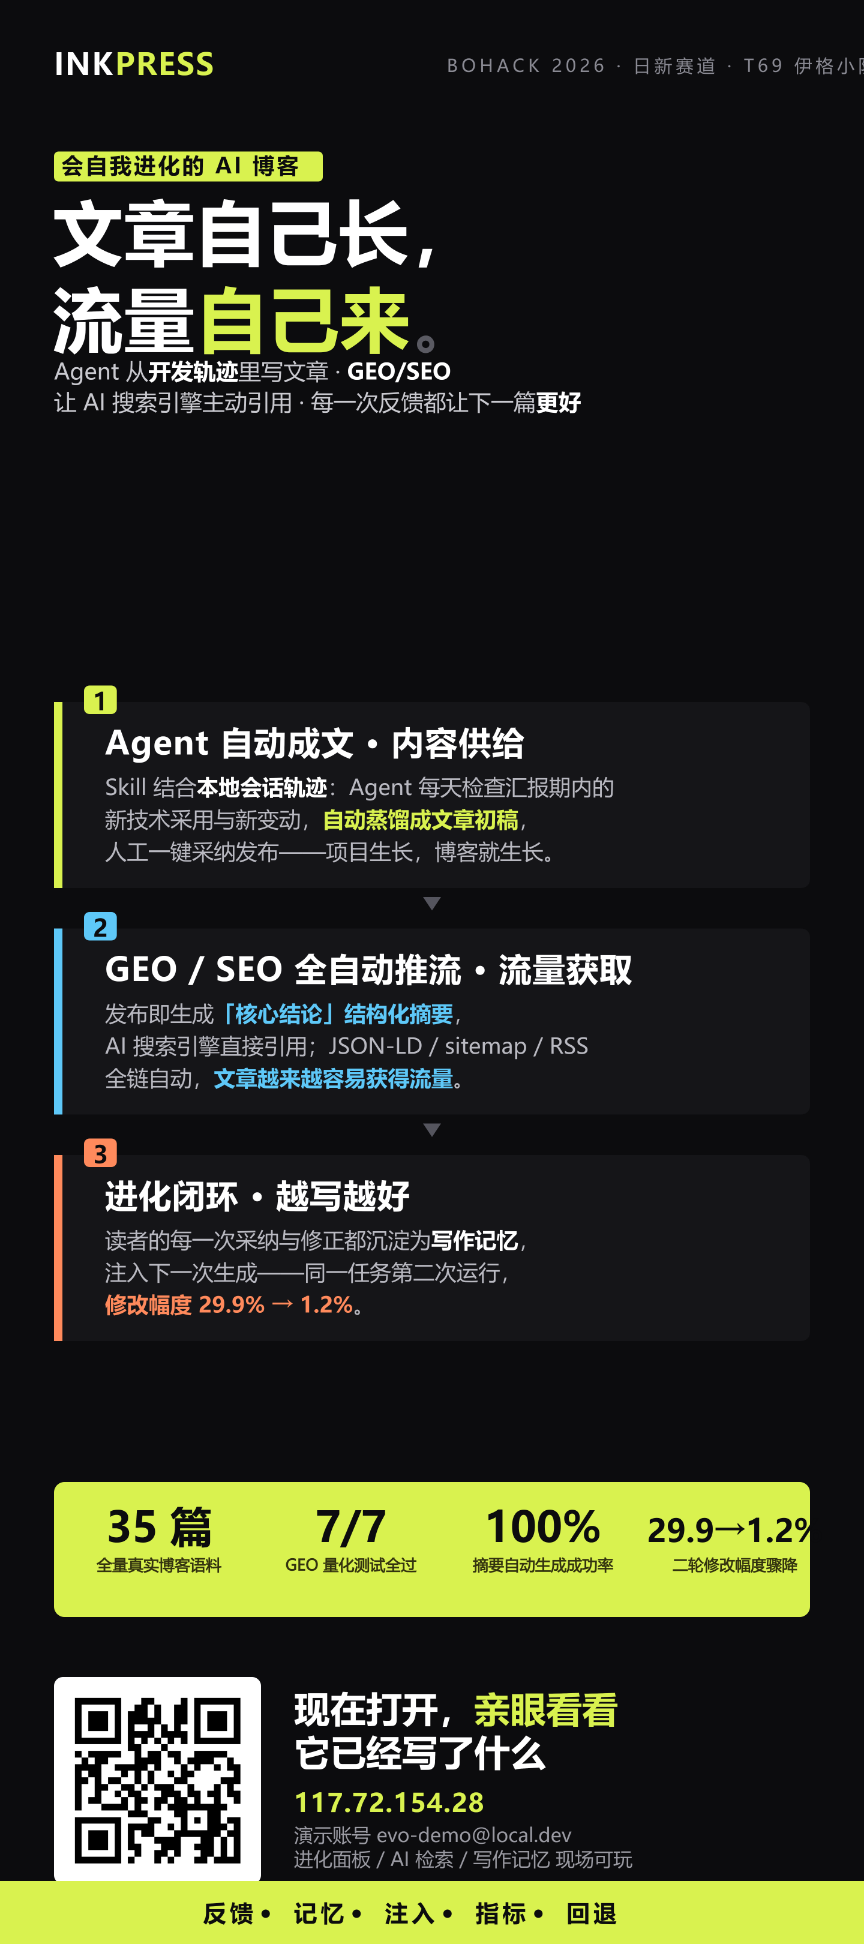 INKPRESS
BOHACK 2026 · 日新赛道 · T69 伊格小
会自我进化的 AI 博客
文章自己长，
流量自己来。
Agent 从开发轨迹里写文章 · GEO/SEO
让 AI 搜索引擎主动引用 · 每一次反馈都让下一篇更好
1
Agent 自动成文 • 内容供给
Skill 结合本地会话轨迹：Agent 每天检查汇报期内的
新技术采用与新变动，自动蒸馏成文章初稿，
人工一键采纳发布——项目生长，博客就生长。
2
GEO / SEO 全自动推流 • 流量获取
发布即生成「核心结论」结构化摘要，
AI 搜索引擎直接引用；JSON-LD / sitemap / RSS
全链自动，文章越来越容易获得流量。
3
进化闭环 • 越写越好
读者的每一次采纳与修正都沉淀为写作记忆，
注入下一次生成——同一任务第二次运行，
修改幅度 29.9% → 1.2%。
35 篇 7/7 100% 29.9→1.2%
全量真实博客语料 GEO 量化测试全过 摘要自动生成成功率 二轮修改幅度骤降
现在打开，亲眼看看
它已经写了什么
117.72.154.28
演示账号 evo-demo@local.dev
进化面板 / AI 检索 / 写作记忆 现场可玩
反馈 • 记忆 • 注入 • 指标 • 回退